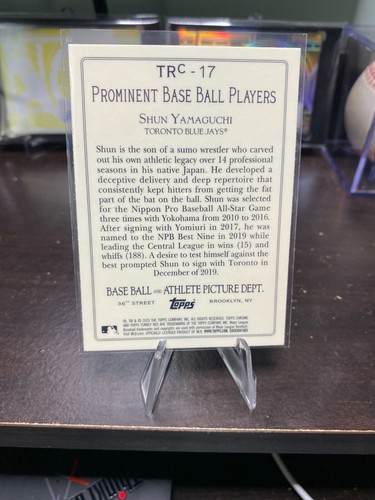 TRC - 17
PROMINENT BASE BALL PLAYERS
SHUN YAMAGUCHI
TORONTO BLUE JAYS®
Shun is the son of a sumo wrestler who carved
out his own athletic legacy over 14 professional
seasons in his native Japan. He developed a
deceptive delivery and deep repertoire that
consistently kept hitters from getting the fat
part of the bat on the ball. Shun was selected
for the Nippon Pro Baseball All-Star Game
three times with Yokohama from 2010 to 2016.
After signing with Yomiuri in 2017, he was
named to the NPB Best Nine in 2019 while
leading the Central League in wins (15) and
whiffs (188). A desire to test himself against the
best prompted Shun to sign with Toronto in
December of 2019.
BASE BALL AND ATHLETE PICTURE DEPT.
36TH STREET Topps BROOKLYN, NY